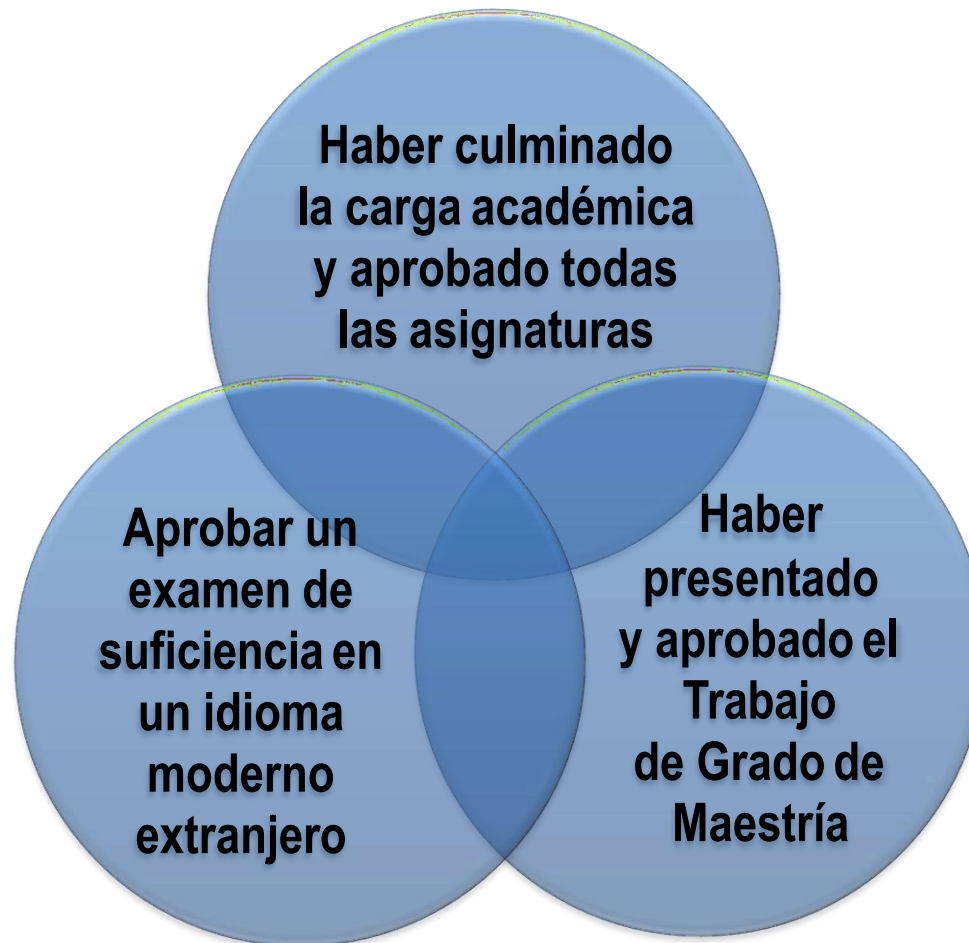 Haber culminado
la carga académica
y aprobado todas
las asignaturas
Aprobar un
examen de
suficiencia en
un idioma
moderno
extranjero
Haber
presentado
y aprobado el
Trabajo
de Grado de
Maestría